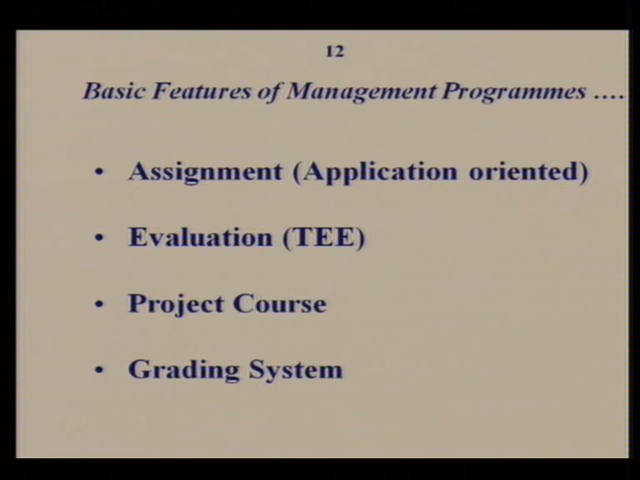 12
Basic Features of Management Programmes ….
• Assignment (Application oriented)
• Evaluation (TEE)
• Project Course
• Grading System